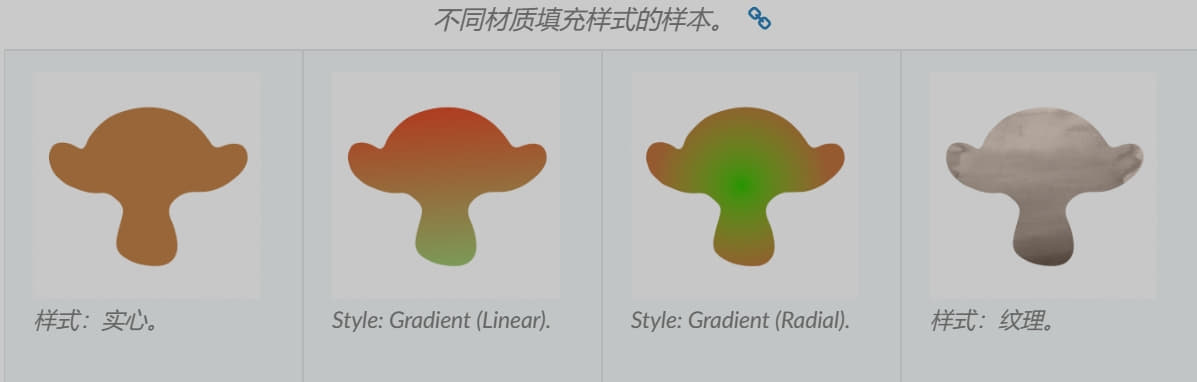 不同材质填充样式的样本。
样式：实心。
Style: Gradient (Linear).
Style: Gradient (Radial).
样式：纹理。